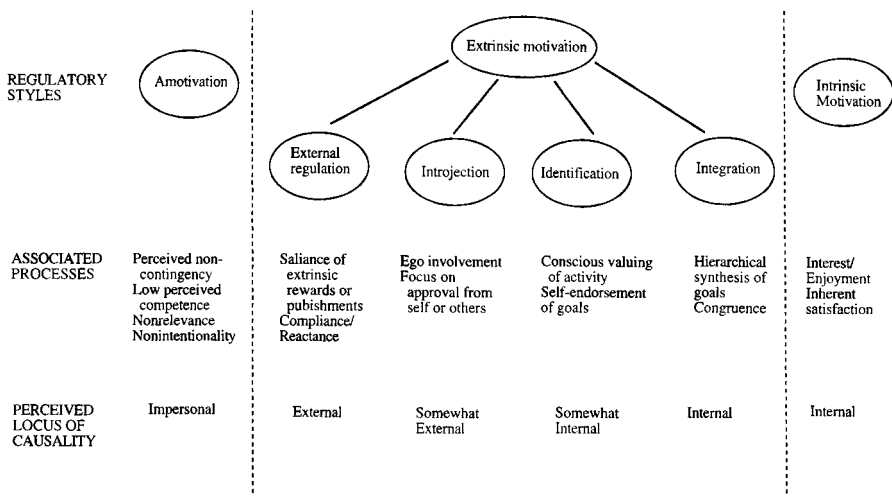 Extrinsic motivation
REGULATORY
STYLES
Amotivation
Intrinsic
Motivation
External
regulation
Introjection
Identification
Integration
ASSOCIATED
PROCESSES
Perceived non-
contingency
Low perceived
competence
Nonrelevance
Nonintentionality
Saliance of
extrinsic
rewards or
pubishments
Compliance/
Reactance
Ego involvement
Focus on
approval from
self or others
Conscious valuing
of activity
Self-endorsement
of goals
Hierarchical
synthesis of
goals
Congruence
Interest/
Enjoyment
Inherent
satisfaction
PERCEIVED
LOCUS OF
CAUSALITY
Impersonal
External
Somewhat
External
Somewhat
Internal
Internal
Internal